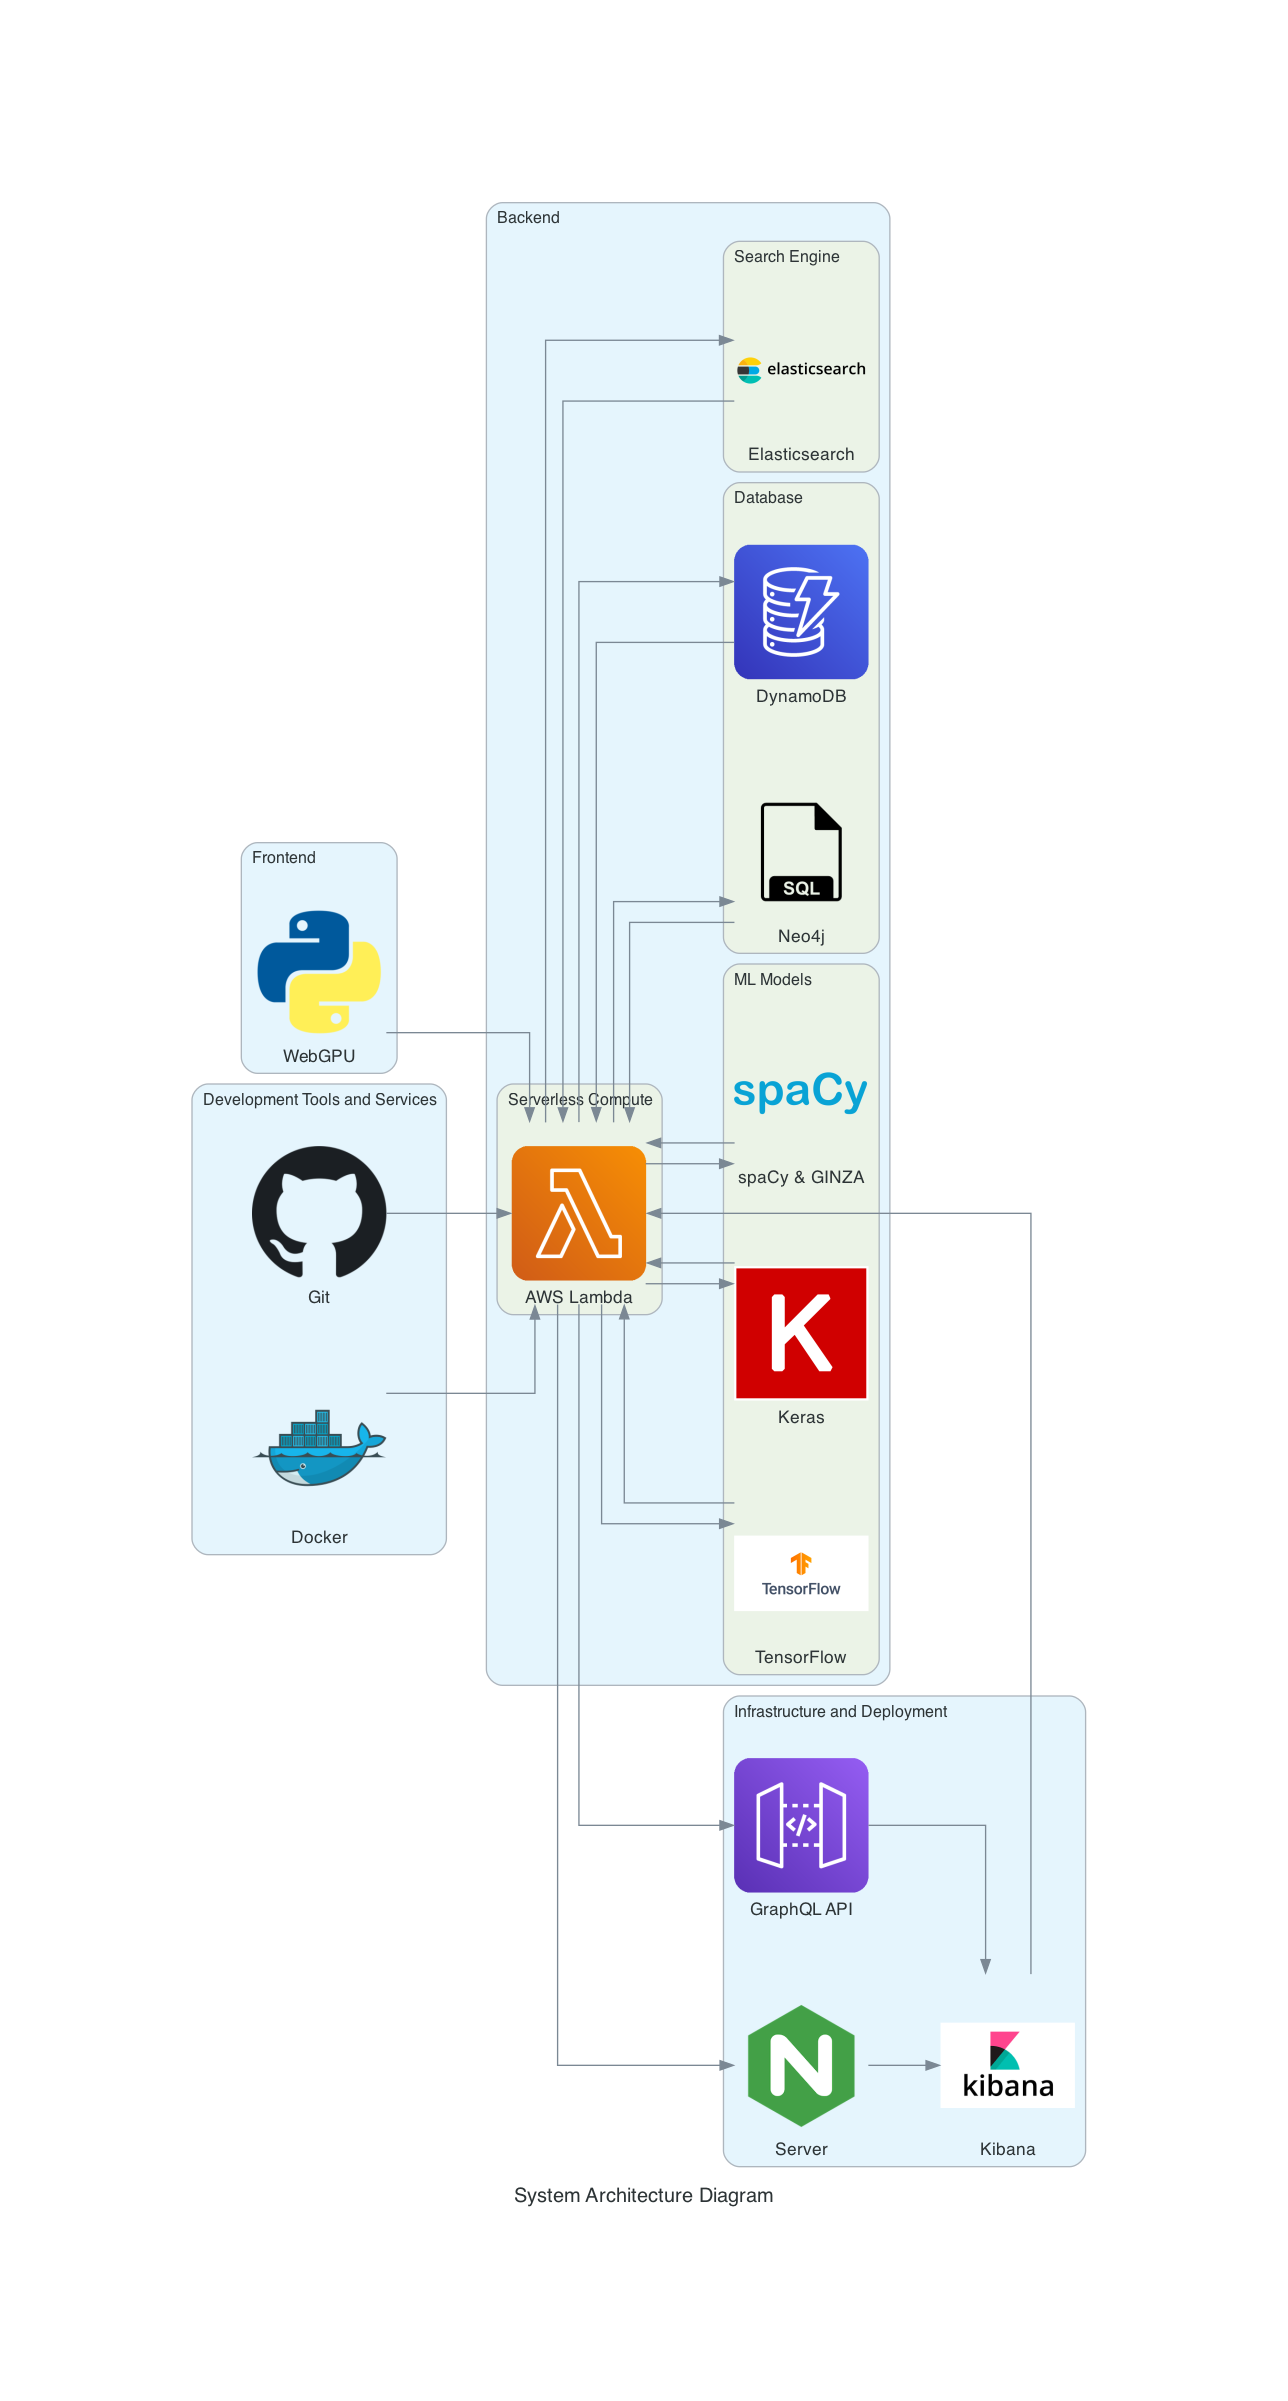 Backend
Search Engine
elasticsearch
Elasticsearch
Database
DynamoDB
SQL
Neo4j
Frontend
WebGPU
ML Models
spaCy
spaCy & GINZA
Development Tools and Services
Git
Docker
Serverless Compute
AWS Lambda
K
Keras
TensorFlow
TensorFlow
Infrastructure and Deployment
</>
GraphQL API
N
Server
kibana
Kibana
System Architecture Diagram